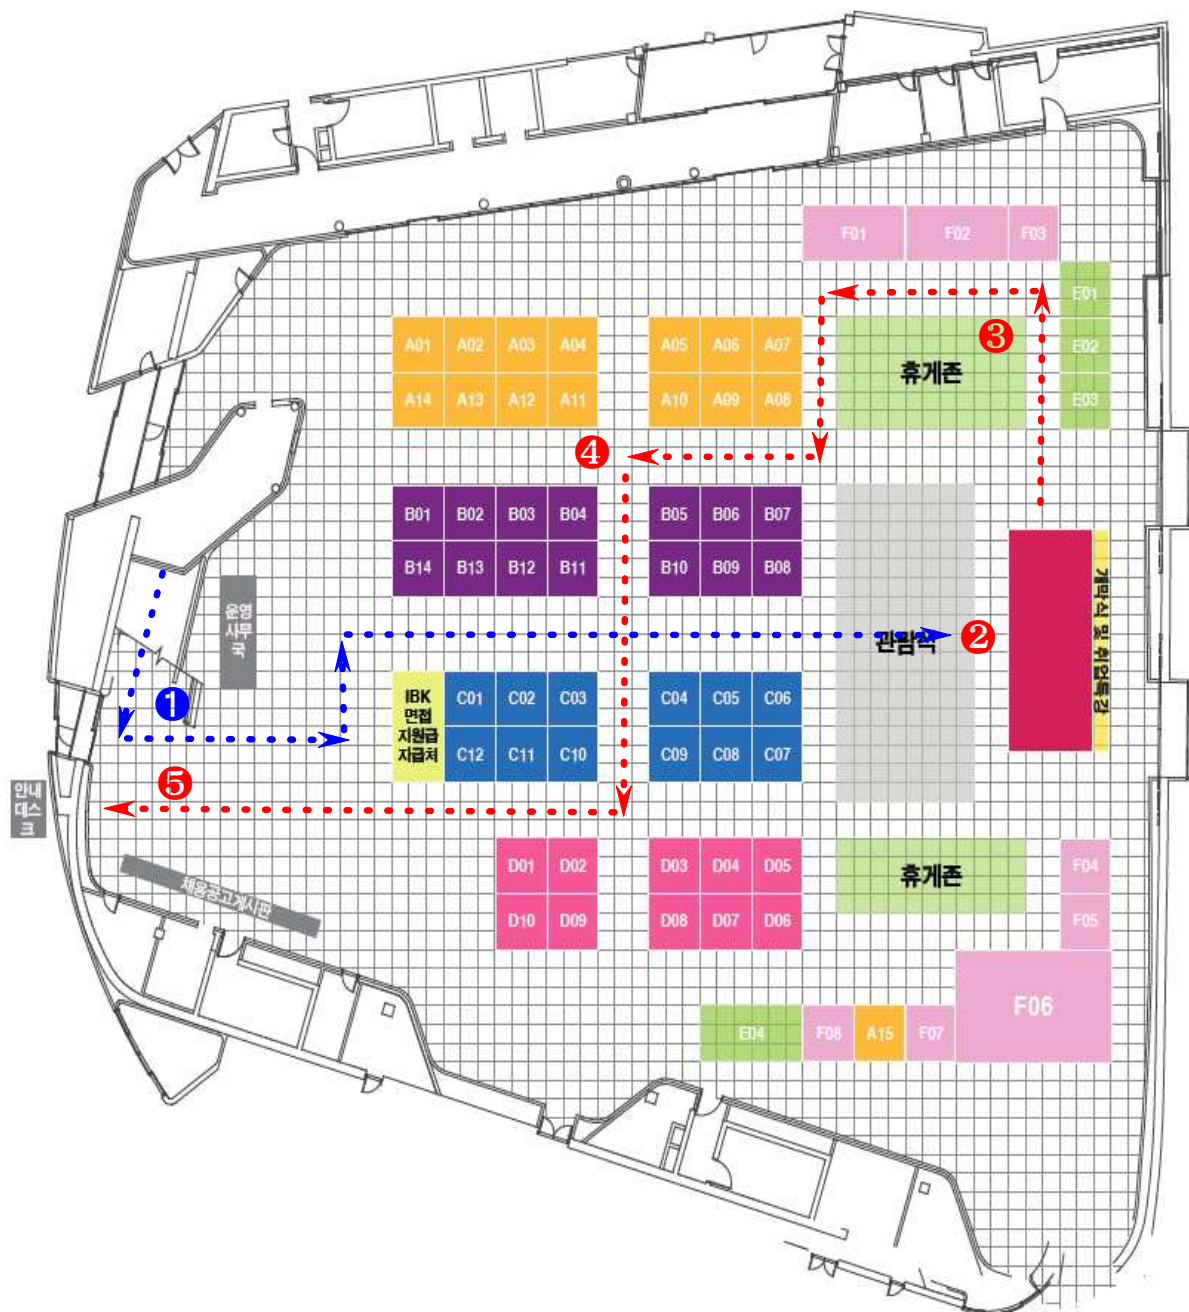 F01 F02 F03
E01
A01 A02 A03 A04 A05 A06 A07
❸
휴게존
E02
A14 A13 A12 A11 A10 A09 A08
E03
❹
B01 B02 B03 B04 B05 B06 B07
B14 B13 B12 B11 B10 B09 B08
운영
사무
국
관람석
❷
개막식 및 취업특강
❶
IBK
면접
지원금
지급처
C01 C02 C03 C04 C05 C06
C12 C11 C10 C09 C08 C07
❺
안내
데스
크
D01 D02 D03 D04 D05
휴게존
F04
채용공고게시판
D10 D09 D08 D07 D06
F05
F06
E04 F08 A15 F07